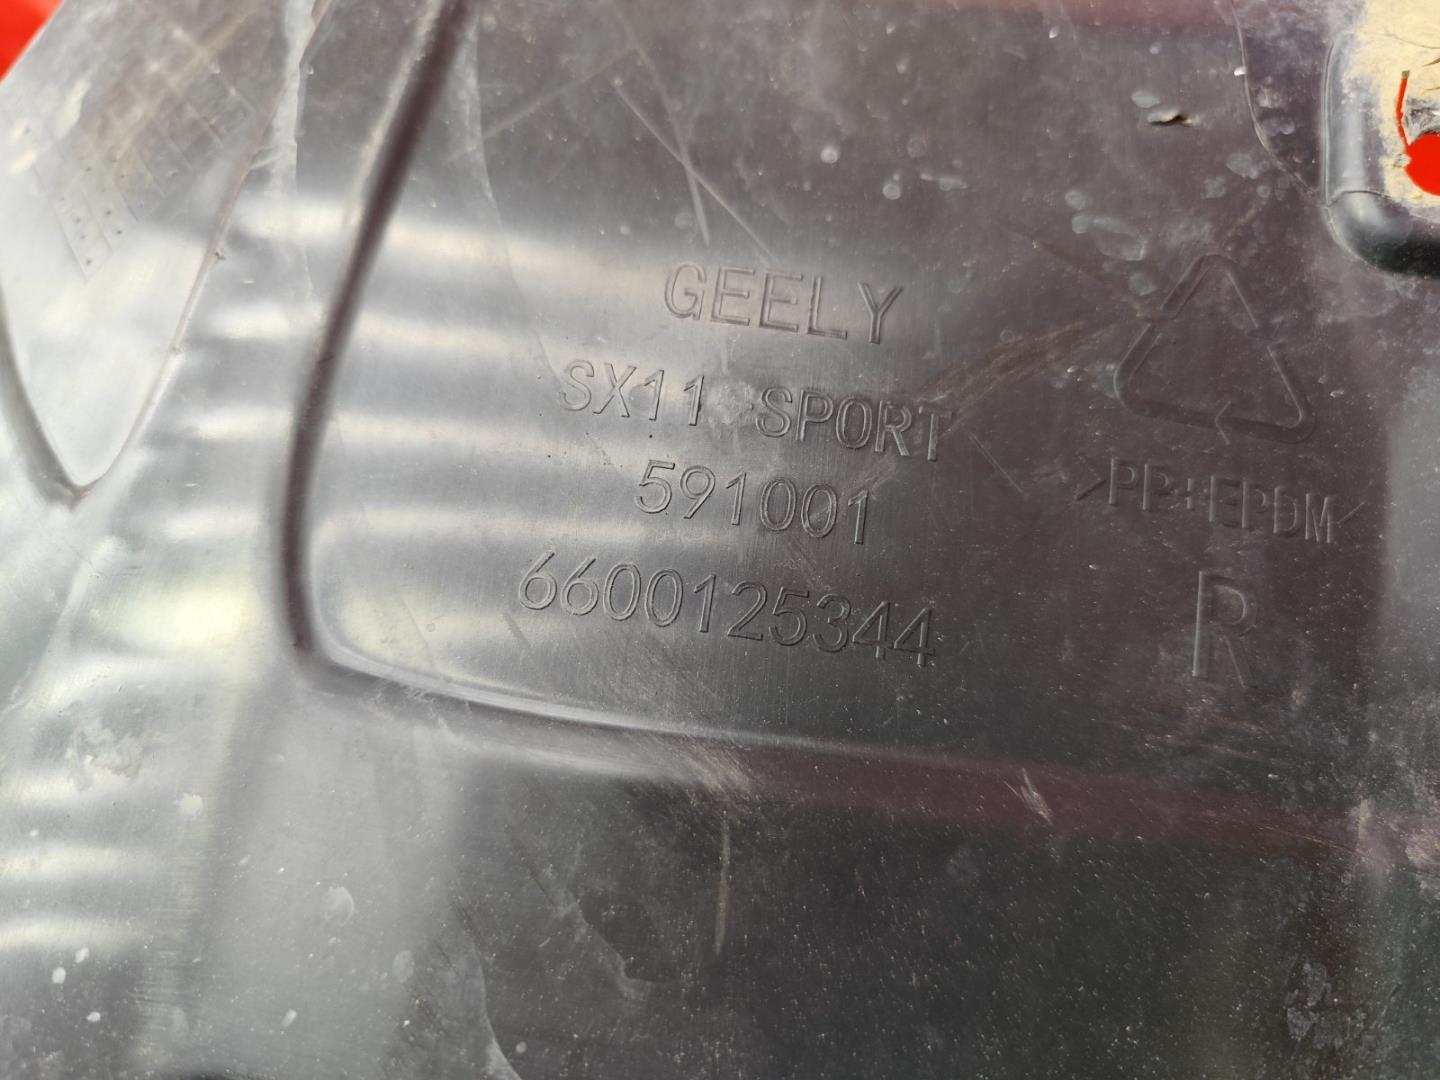 GEELY
SX11 SPORT
591001
6600125344
>PP+EPDM<
R